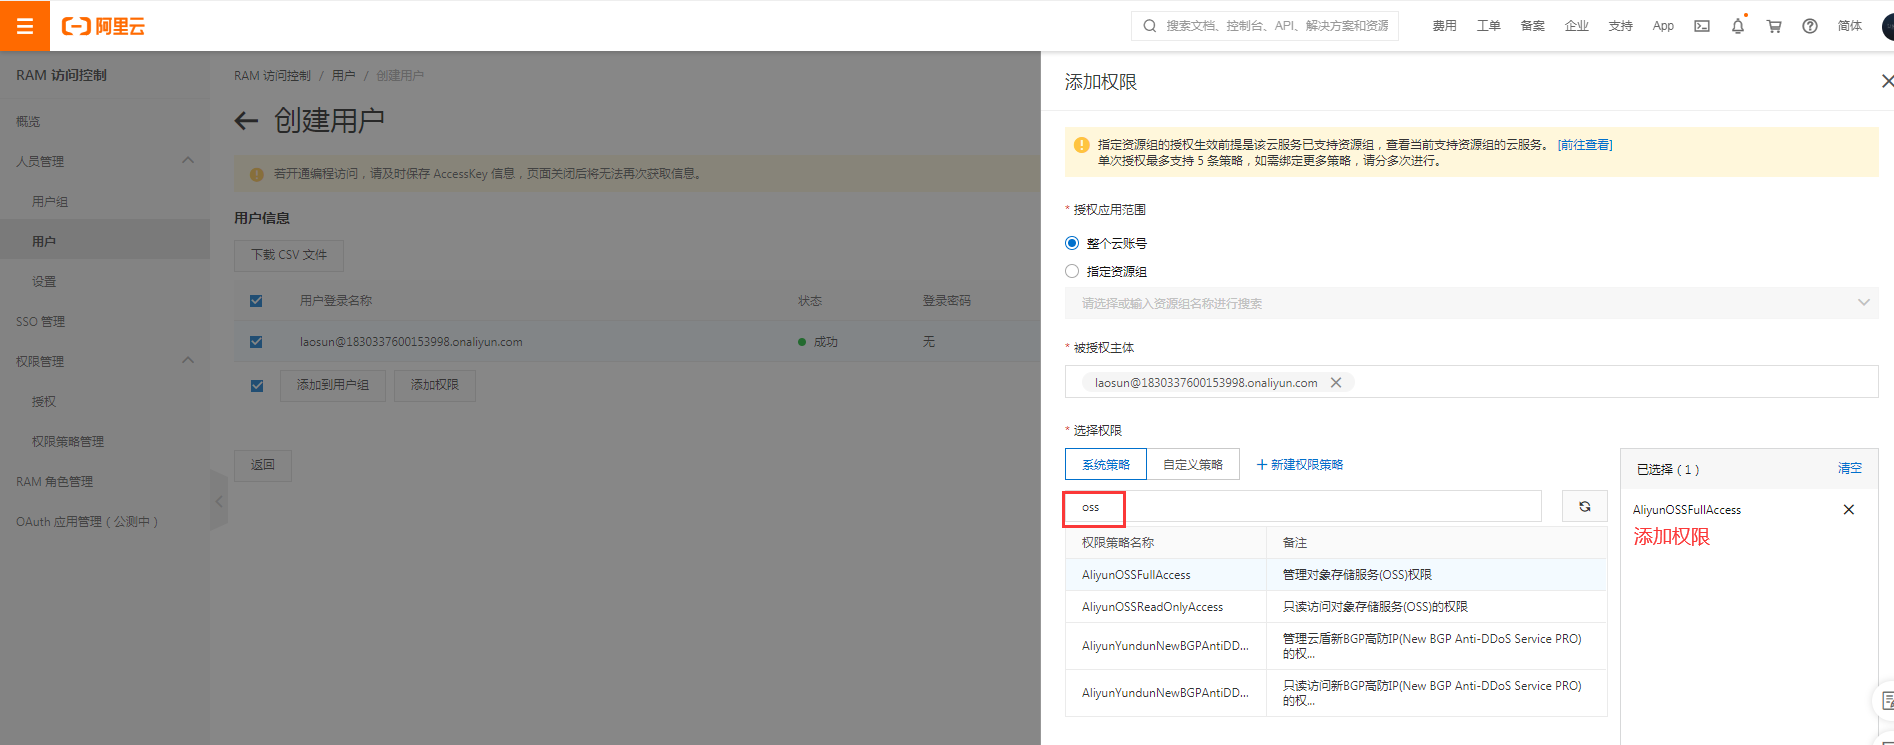 阿里云
搜索文档、控制台、API、解决方案和资源
费用 工单 备案 企业 支持 App 简体
RAM 访问控制
概览
人员管理
用户组
用户
设置
SSO 管理
权限管理
授权
权限策略管理
RAM 角色管理
OAuth 应用管理（公测中）
RAM 访问控制 / 用户 / 创建用户
创建用户
若开通编程访问，请及时保存 AccessKey 信息，页面关闭后将无法再次获取信息。
用户信息
下载 CSV 文件
用户登录名称 状态 登录密码
laosun@1830337600153998.onaliyun.com 成功 无
添加到用户组 添加权限
返回
添加权限
指定资源组的授权生效前提是该云服务已支持资源组，查看当前支持资源组的云服务。 [前往查看]
单次授权最多支持 5 条策略，如需绑定更多策略，请分多次进行。
* 授权应用范围
整个云账号
指定资源组
请选择或输入资源组名称进行搜索
* 被授权主体
laosun@1830337600153998.onaliyun.com
* 选择权限
系统策略 自定义策略 + 新建权限策略
oss
权限策略名称 备注
AliyunOSSFullAccess 管理对象存储服务(OSS)权限
AliyunOSSReadOnlyAccess 只读访问对象存储服务(OSS)的权限
AliyunYundunNewBGPAntiDD... 管理云盾新BGP高防IP(New BGP Anti-DDoS Service PRO)
的权...
AliyunYundunNewBGPAntiDD... 只读访问新BGP高防IP(New BGP Anti-DDoS Service PRO)
的权...
已选择（1） 清空
AliyunOSSFullAccess
添加权限